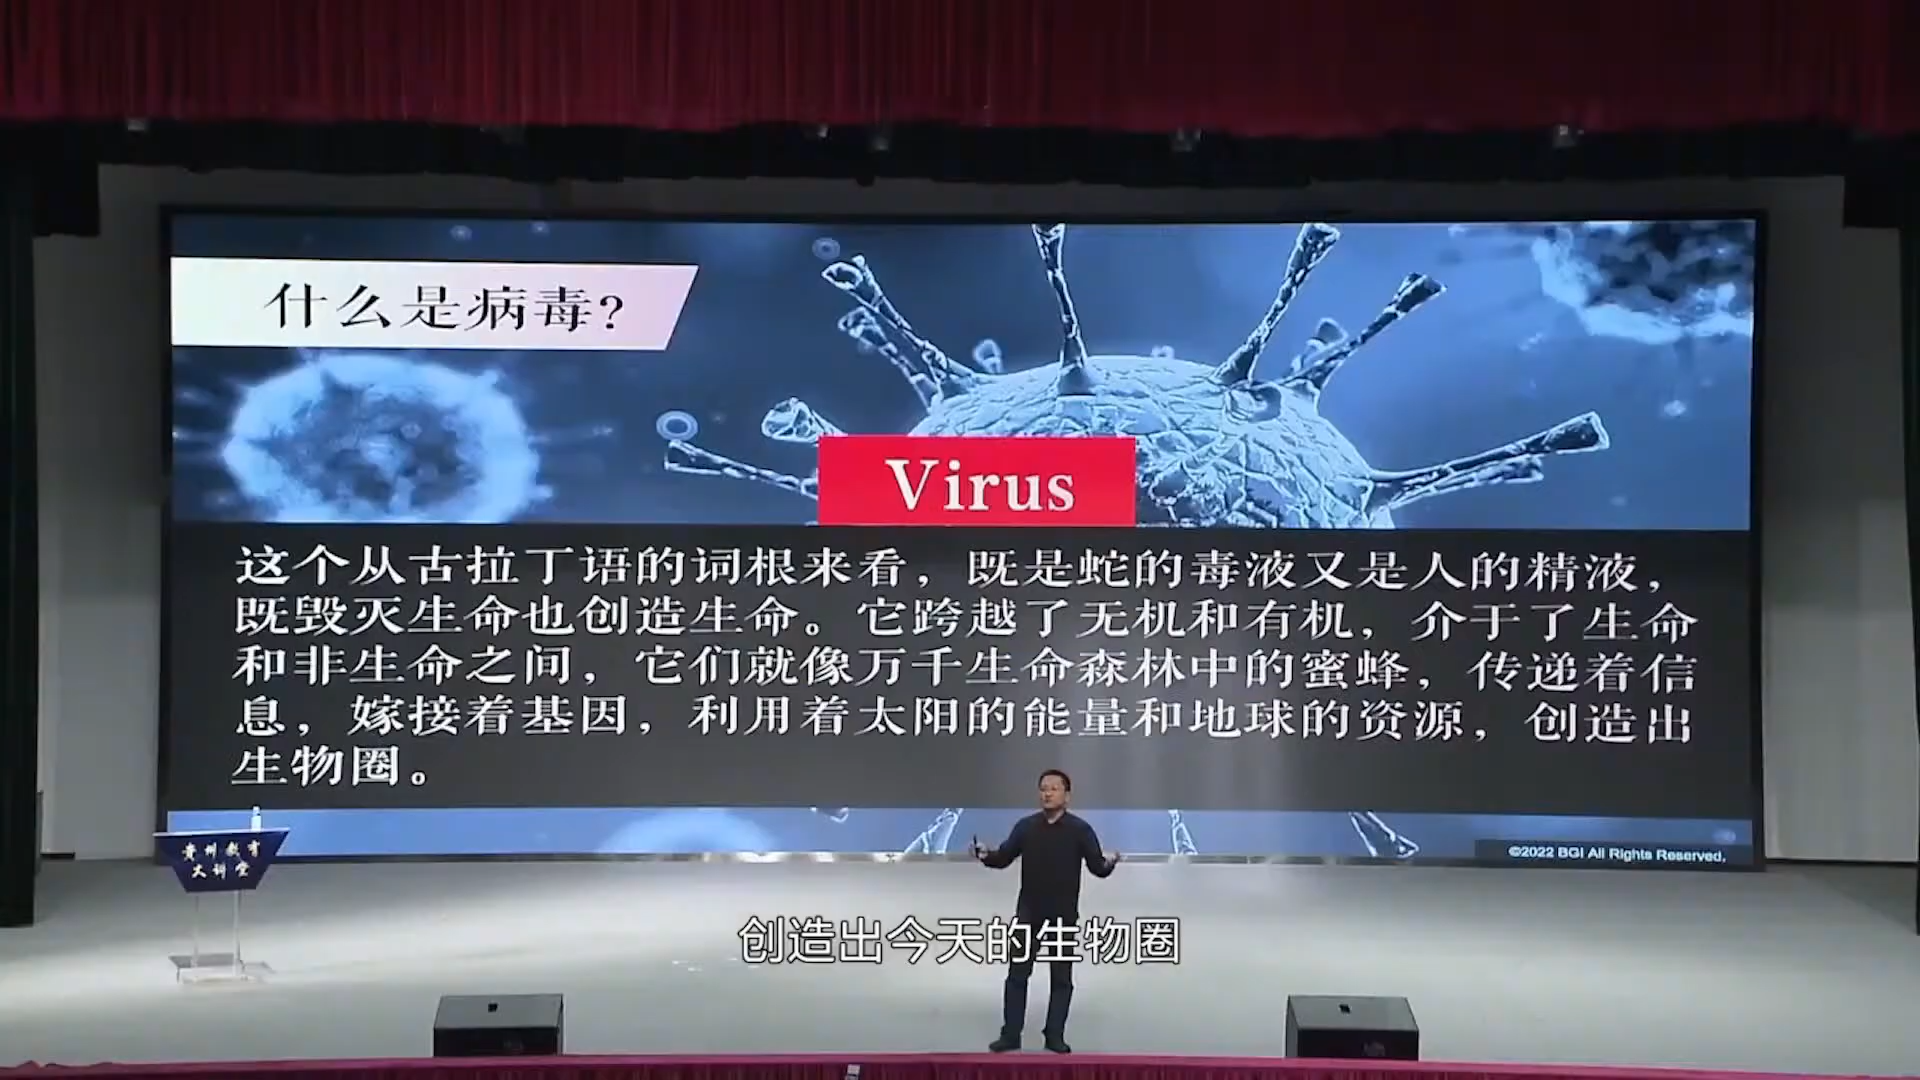 什么是病毒?
Virus
这个从古拉丁语的词根来看，既是蛇的毒液又是人的精液，
既毁灭生命也创造生命。它跨越了无机和有机，介于了生命
和非生命之间，它们就像万千生命森林中的蜜蜂，传递着信
息，嫁接着基因，利用着太阳的能量和地球的资源，创造出
生物圈。
©2022 BGI All Rights Reserved,
贵州教育
大讲堂
创造出今天的生物圈